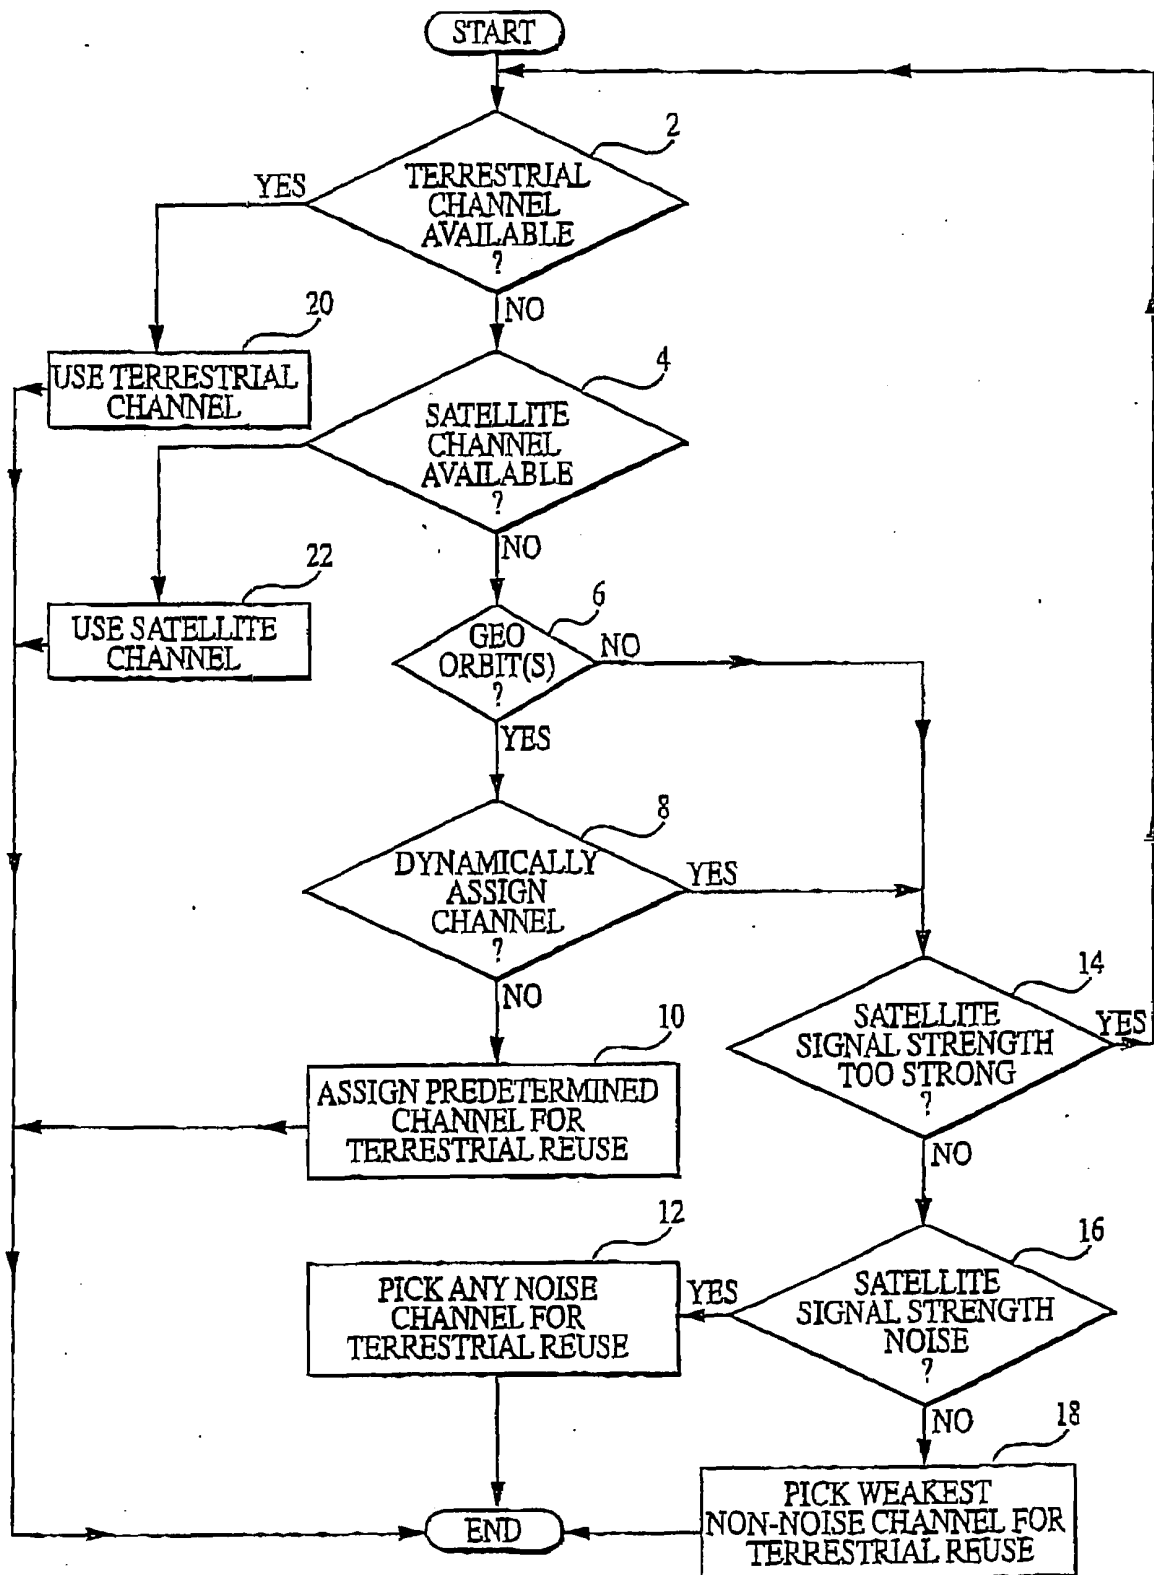 START
2
TERRESTRIAL
CHANNEL
AVAILABLE
?
YES
NO
20
USE TERRESTRIAL
CHANNEL
4
SATELLITE
CHANNEL
AVAILABLE
?
NO
22
USE SATELLITE
CHANNEL
6
GEO
ORBIT(S)
?
NO
YES
8
DYNAMICALLY
ASSIGN
CHANNEL
?
YES
NO
14
SATELLITE
SIGNAL STRENGTH
TOO STRONG
?
YES
NO
10
ASSIGN PREDETERMINED
CHANNEL FOR
TERRESTRIAL REUSE
12
PICK ANY NOISE
CHANNEL FOR
TERRESTRIAL REUSE
16
SATELLITE
SIGNAL STRENGTH
NOISE
?
YES
NO
18
PICK WEAKEST
NON-NOISE CHANNEL FOR
TERRESTRIAL REUSE
END